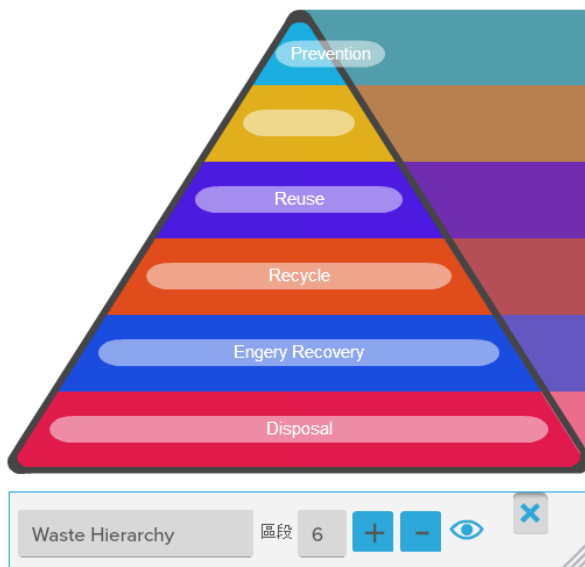 Prevention
Reuse
Recycle
Engery Recovery
Disposal
Waste Hierarchy 區段 6 + -